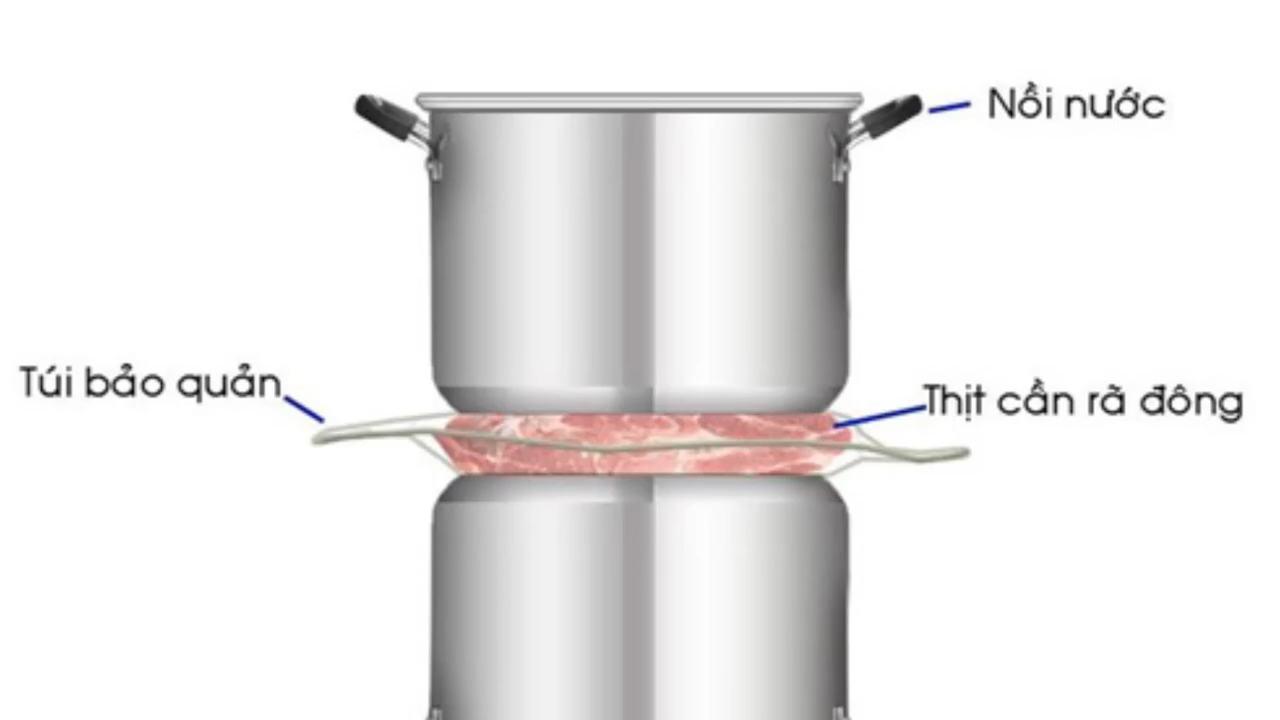 Nồi nước
Túi bảo quản
Thịt cần rã đông